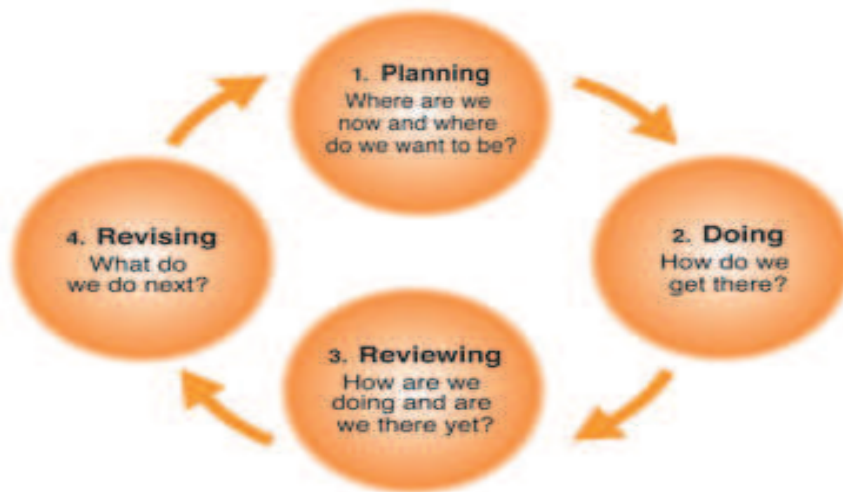 1. Planning
Where are we
now and where
do we want to be?
2. Doing
How do we
get there?
3. Reviewing
How are we
doing and are
we there yet?
4. Revising
What do
we do next?